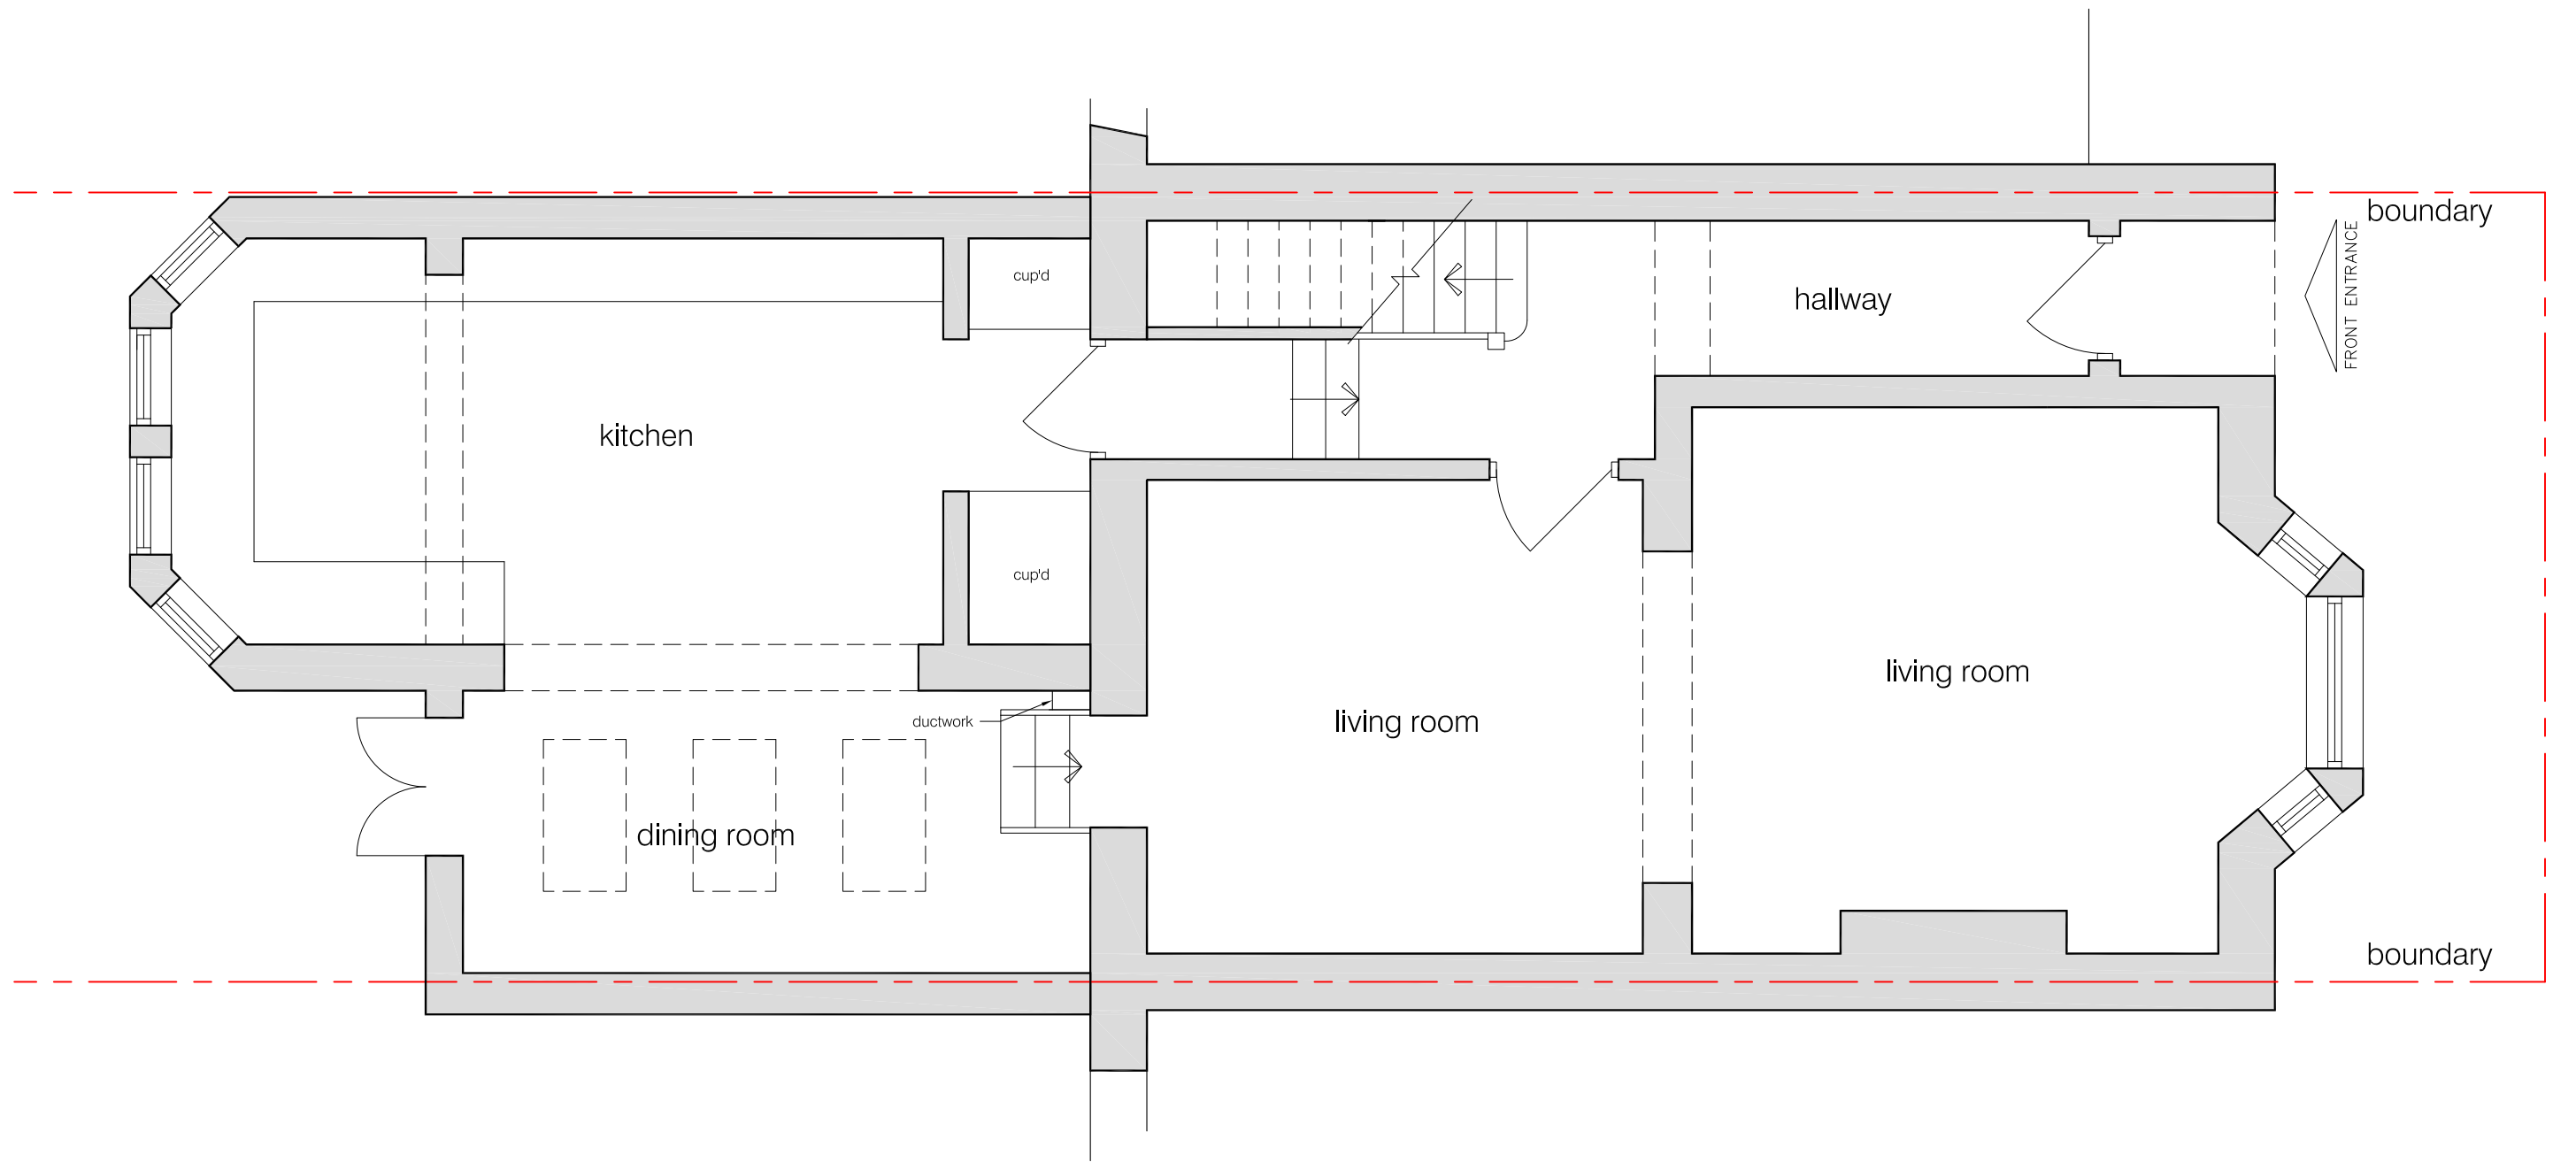 boundary
FRONT ENTRANCE
cup'd
hallway
kitchen
cup'd
living room
living room
ductwork
dining room
boundary